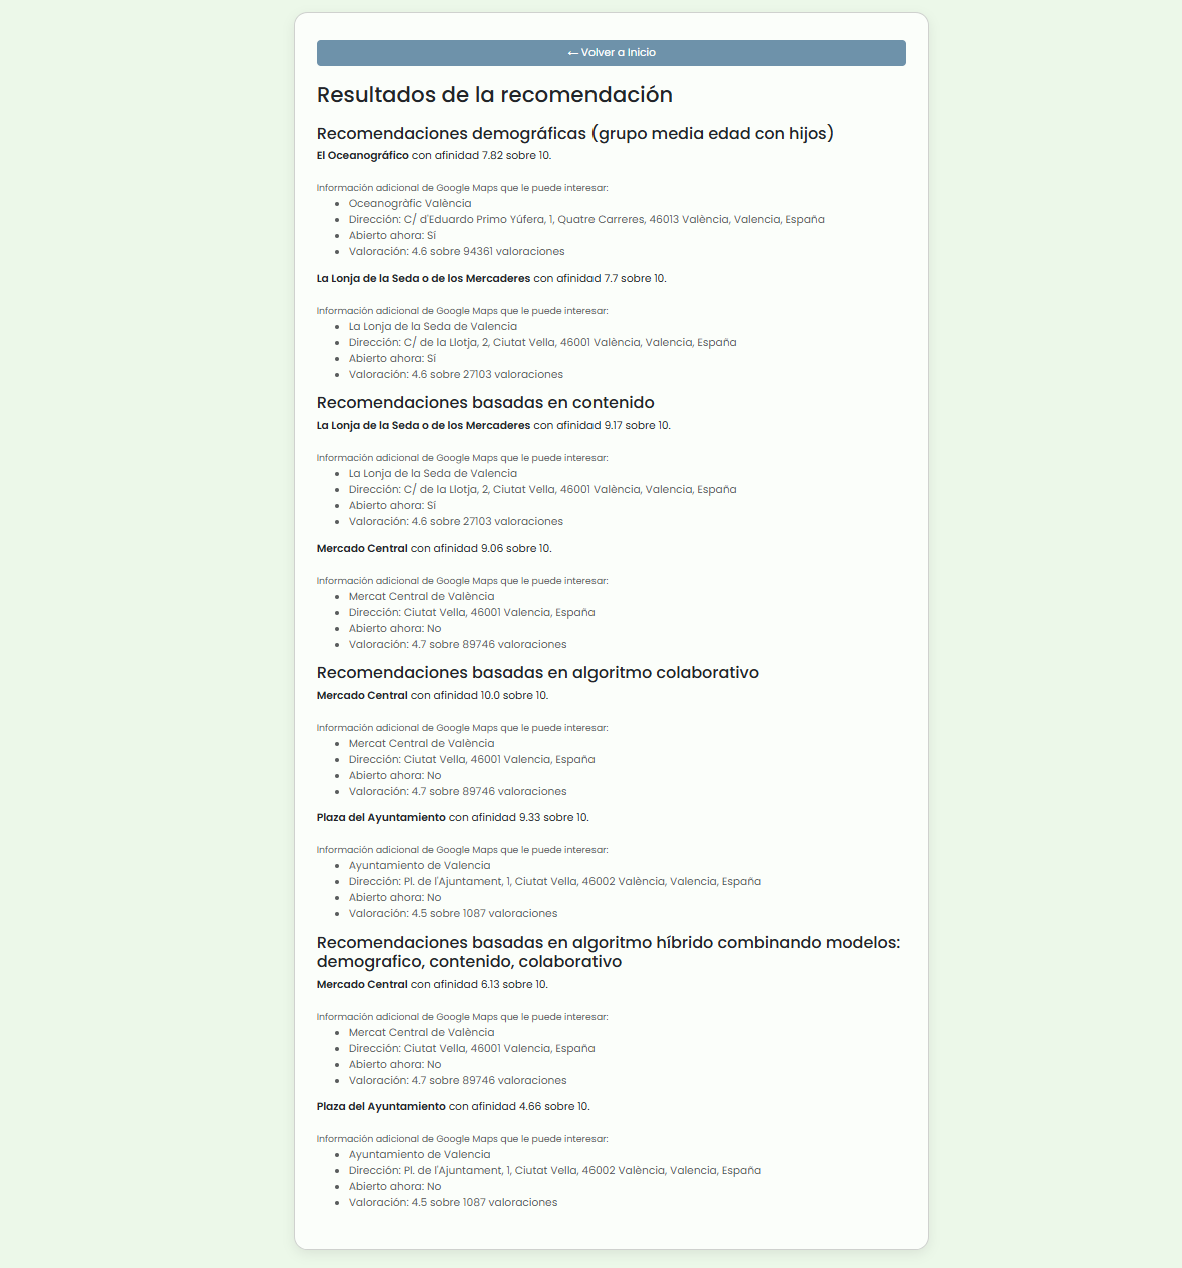 ← Volver a Inicio
Resultados de la recomendación
Recomendaciones demográficas (grupo media edad con hijos)
El Oceanográfico con afinidad 7.82 sobre 10.
Información adicional de Google Maps que le puede interesar:
• Oceanogràfic València
• Dirección: C/ d'Eduardo Primo Yúfera, 1, Quatre Carreres, 46013 València, Valencia, España
• Abierto ahora: Sí
• Valoración: 4.6 sobre 94361 valoraciones
La Lonja de la Seda o de los Mercaderes con afinidad 7.7 sobre 10.
Información adicional de Google Maps que le puede interesar:
• La Lonja de la Seda de Valencia
• Dirección: C/ de la Llotja, 2, Ciutat Vella, 46001 València, Valencia, España
• Abierto ahora: Sí
• Valoración: 4.6 sobre 27103 valoraciones
Recomendaciones basadas en contenido
La Lonja de la Seda o de los Mercaderes con afinidad 9.17 sobre 10.
Información adicional de Google Maps que le puede interesar:
• La Lonja de la Seda de Valencia
• Dirección: C/ de la Llotja, 2, Ciutat Vella, 46001 València, Valencia, España
• Abierto ahora: Sí
• Valoración: 4.6 sobre 27103 valoraciones
Mercado Central con afinidad 9.06 sobre 10.
Información adicional de Google Maps que le puede interesar:
• Mercat Central de València
• Dirección: Ciutat Vella, 46001 Valencia, España
• Abierto ahora: No
• Valoración: 4.7 sobre 89746 valoraciones
Recomendaciones basadas en algoritmo colaborativo
Mercado Central con afinidad 10.0 sobre 10.
Información adicional de Google Maps que le puede interesar:
• Mercat Central de València
• Dirección: Ciutat Vella, 46001 Valencia, España
• Abierto ahora: No
• Valoración: 4.7 sobre 89746 valoraciones
Plaza del Ayuntamiento con afinidad 9.33 sobre 10.
Información adicional de Google Maps que le puede interesar:
• Ayuntamiento de Valencia
• Dirección: Pl. de l'Ajuntament, 1, Ciutat Vella, 46002 València, Valencia, España
• Abierto ahora: No
• Valoración: 4.5 sobre 1087 valoraciones
Recomendaciones basadas en algoritmo híbrido combinando modelos:
demografico, contenido, colaborativo
Mercado Central con afinidad 6.13 sobre 10.
Información adicional de Google Maps que le puede interesar:
• Mercat Central de València
• Dirección: Ciutat Vella, 46001 Valencia, España
• Abierto ahora: No
• Valoración: 4.7 sobre 89746 valoraciones
Plaza del Ayuntamiento con afinidad 4.66 sobre 10.
Información adicional de Google Maps que le puede interesar:
• Ayuntamiento de Valencia
• Dirección: Pl. de l'Ajuntament, 1, Ciutat Vella, 46002 València, Valencia, España
• Abierto ahora: No
• Valoración: 4.5 sobre 1087 valoraciones